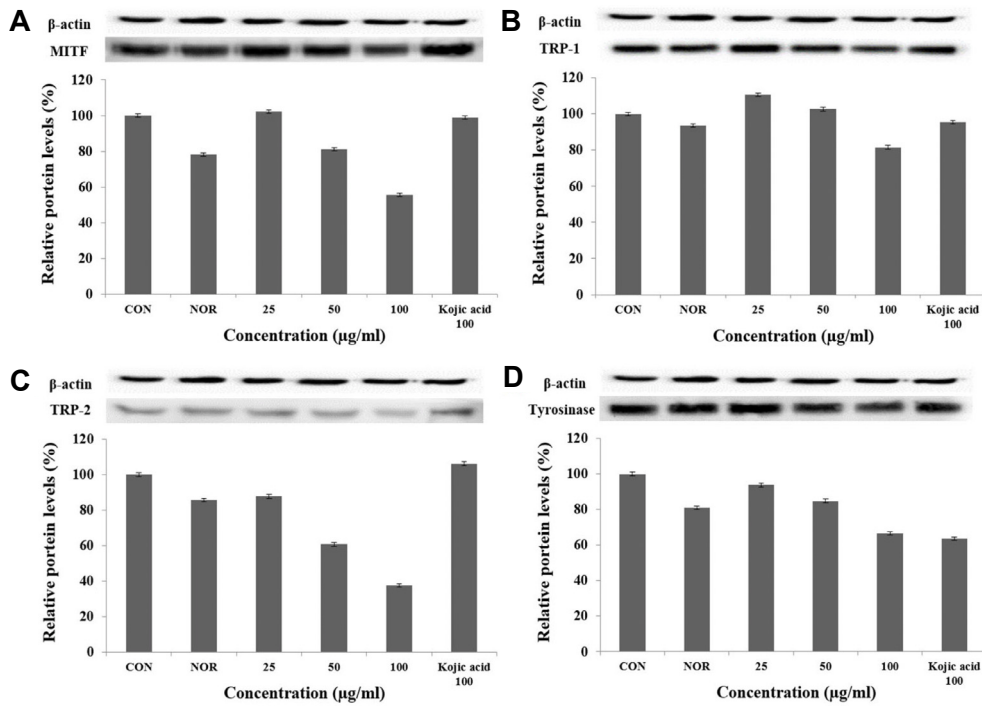 A
β-actin
MITF
Relative portein levels (%)
120
100
80
60
40
20
0
CON NOR 25 50 100 Kojic acid
100
Concentration (μg/ml)
B
β-actin
TRP-1
Relative portein levels (%)
120
100
80
60
40
20
0
CON NOR 25 50 100 Kojic acid
100
Concentration (μg/ml)
C
β-actin
TRP-2
Relative portein levels (%)
120
100
80
60
40
20
0
CON NOR 25 50 100 Kojic acid
100
Concentration (μg/ml)
D
β-actin
Tyrosinase
Relative portein levels (%)
120
100
80
60
40
20
0
CON NOR 25 50 100 Kojic acid
100
Concentration (μg/ml)